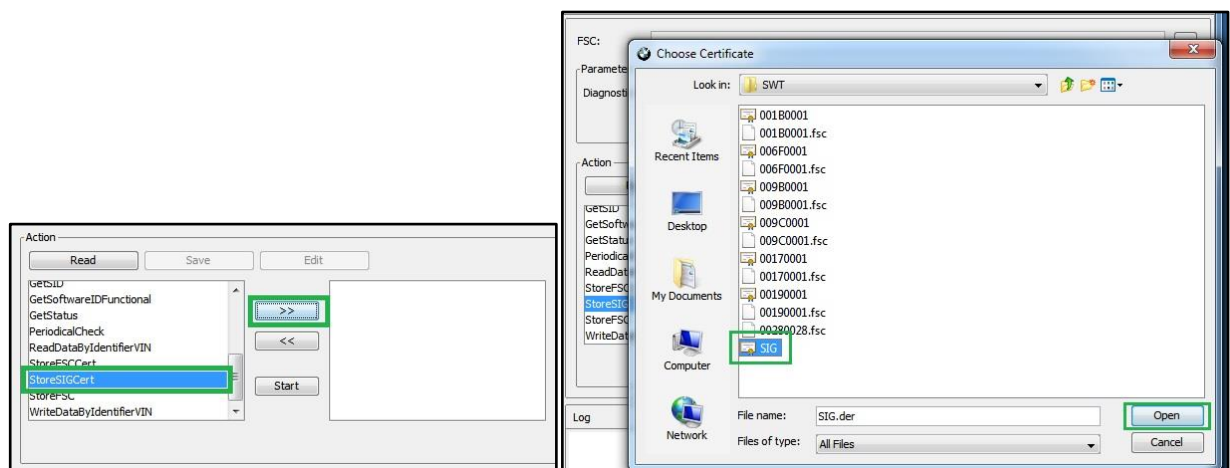 Action
Read Save Edit
GetSID
GetSoftwareIDFunctional
GetStatus
PeriodicalCheck
ReadDataByIdentifierVIN
StoreFSCCert
StoreSIGCert
StoreFSC
WriteDataByIdentifierVIN
>>
<<
Start
FSC:
Paramete
Diagnosti
Action
GetSID
GetSoftw
GetStatu
Periodica
ReadDat
StoreFSC
StoreSIG
StoreFSC
WriteDat
Log
Choose Certificate
X
Look in: SWT
Recent Items
Desktop
My Documents
Computer
Network
001B0001
001B0001.fsc
006F0001
006F0001.fsc
009B0001
009B0001.fsc
009C0001
009C0001.fsc
00170001
00170001.fsc
00190001
00190001.fsc
00280028.fsc
SIG
File name: SIG.der Open
Files of type: All Files Cancel